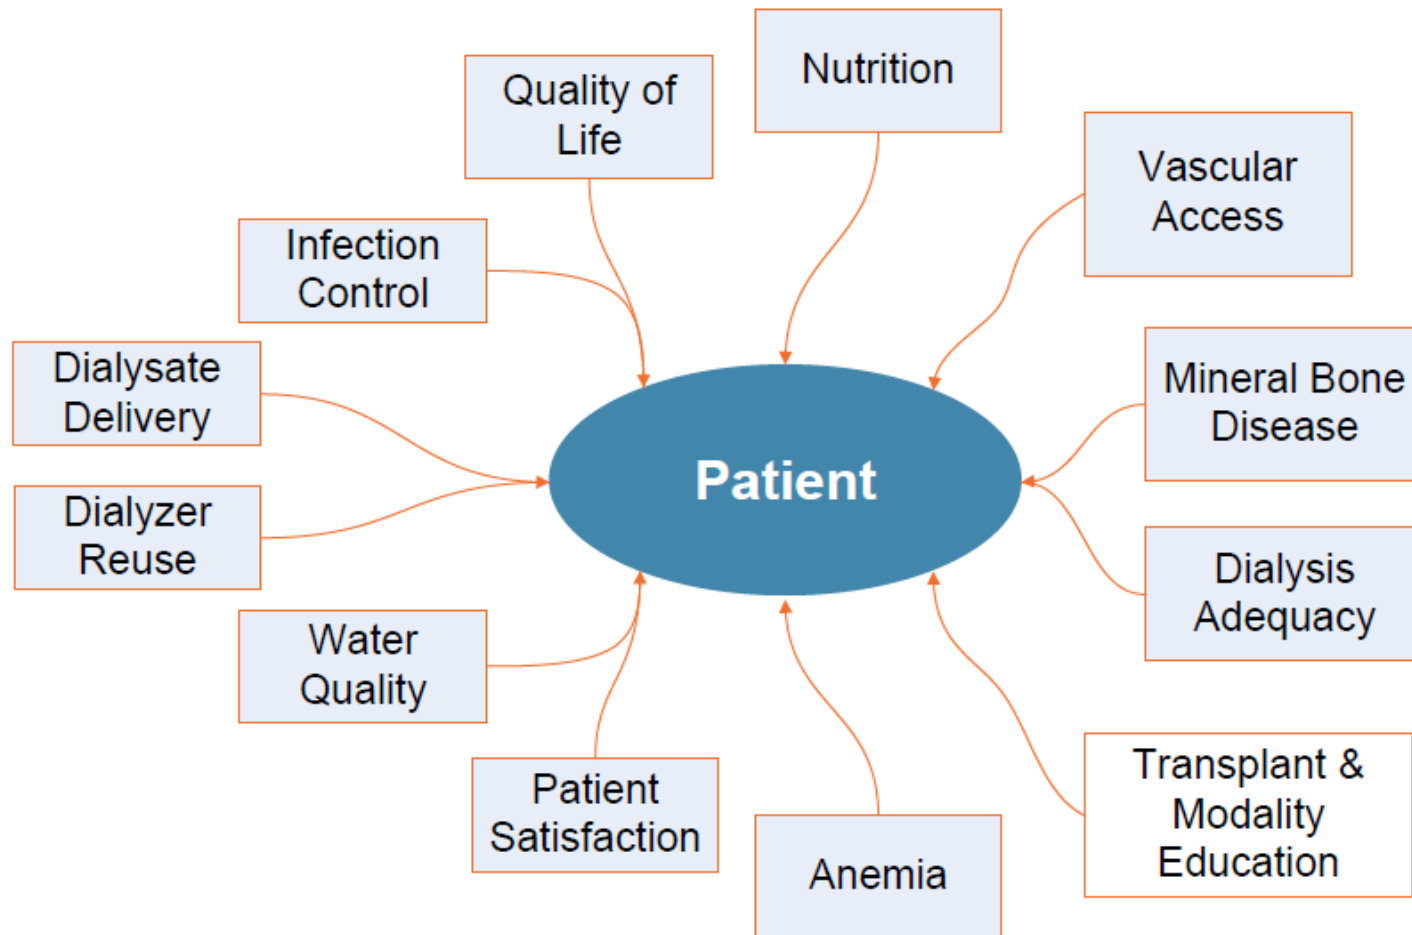 Nutrition
Quality of
Life
Vascular
Access
Infection
Control
Dialysate
Delivery
Mineral Bone
Disease
Patient
Dialyzer
Reuse
Dialysis
Adequacy
Water
Quality
Patient
Satisfaction
Transplant &
Modality
Education
Anemia